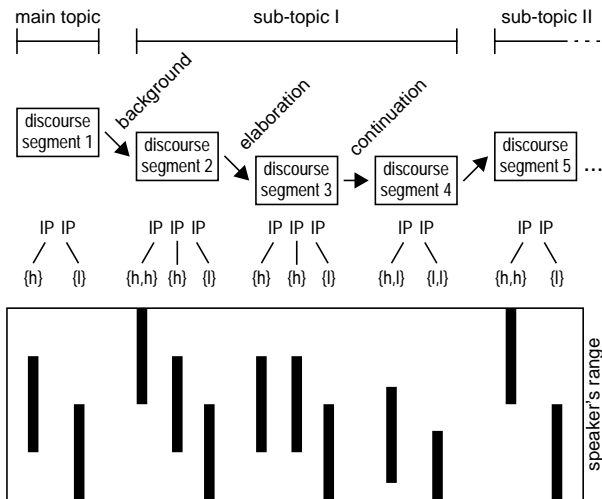 main topic
sub-topic I
sub-topic II
background
elaboration
continuation
discourse
segment 1
discourse
segment 2
discourse
segment 3
discourse
segment 4
discourse
segment 5
...
IP IP
IP IP IP
IP IP IP
IP IP
IP IP
{h} {l}
{h,h} {h} {l}
{h} {h} {l}
{h,l} {l,l}
{h,h} {l}
speaker's range